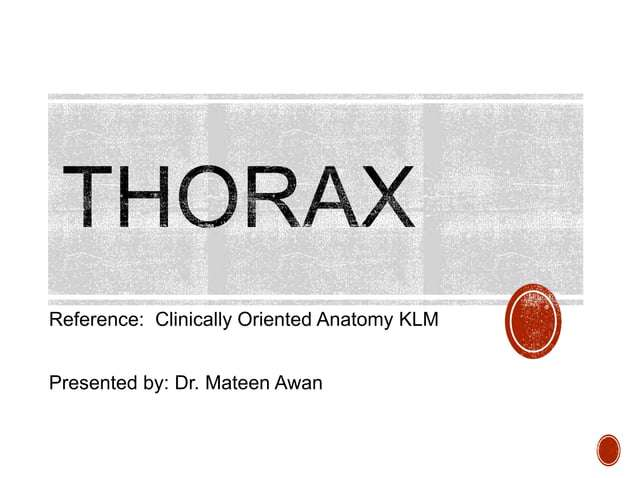 THORAX
Reference:  Clinically Oriented Anatomy KLM
Presented by: Dr. Mateen Awan